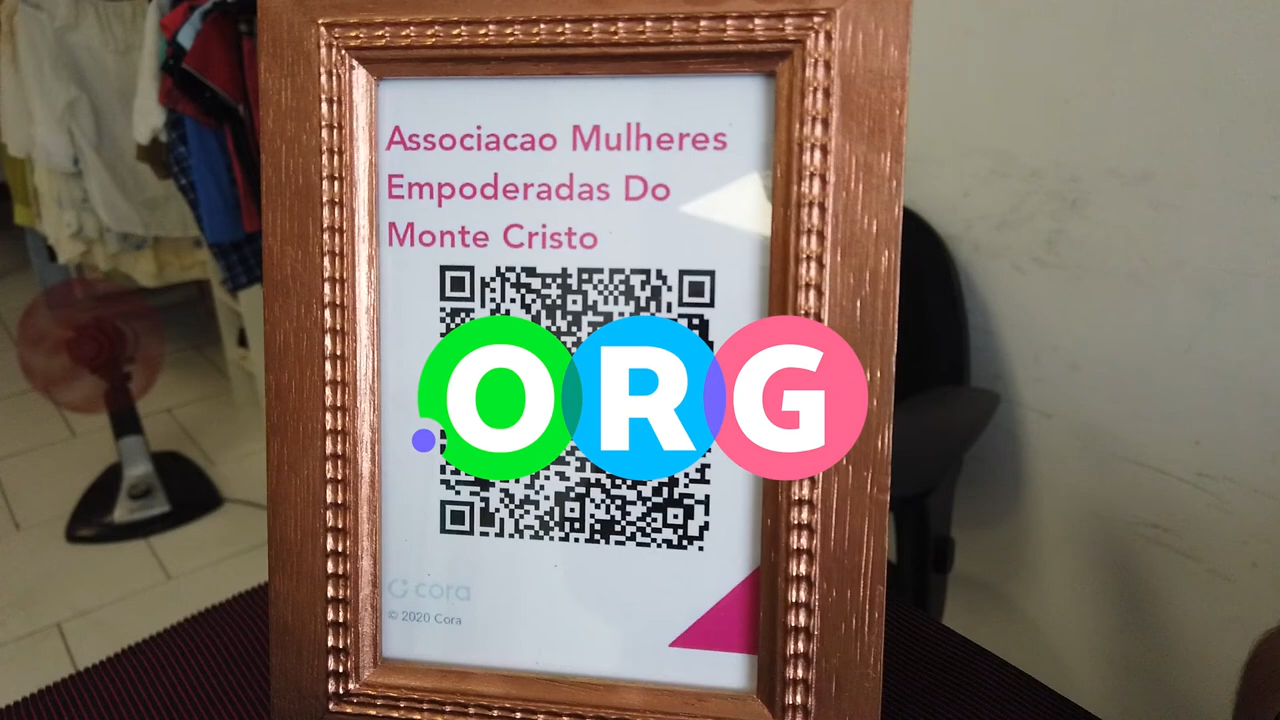 Associacao Mulheres
Empoderadas Do
Monte Cristo
.ORG
cora
© 2020 Cora